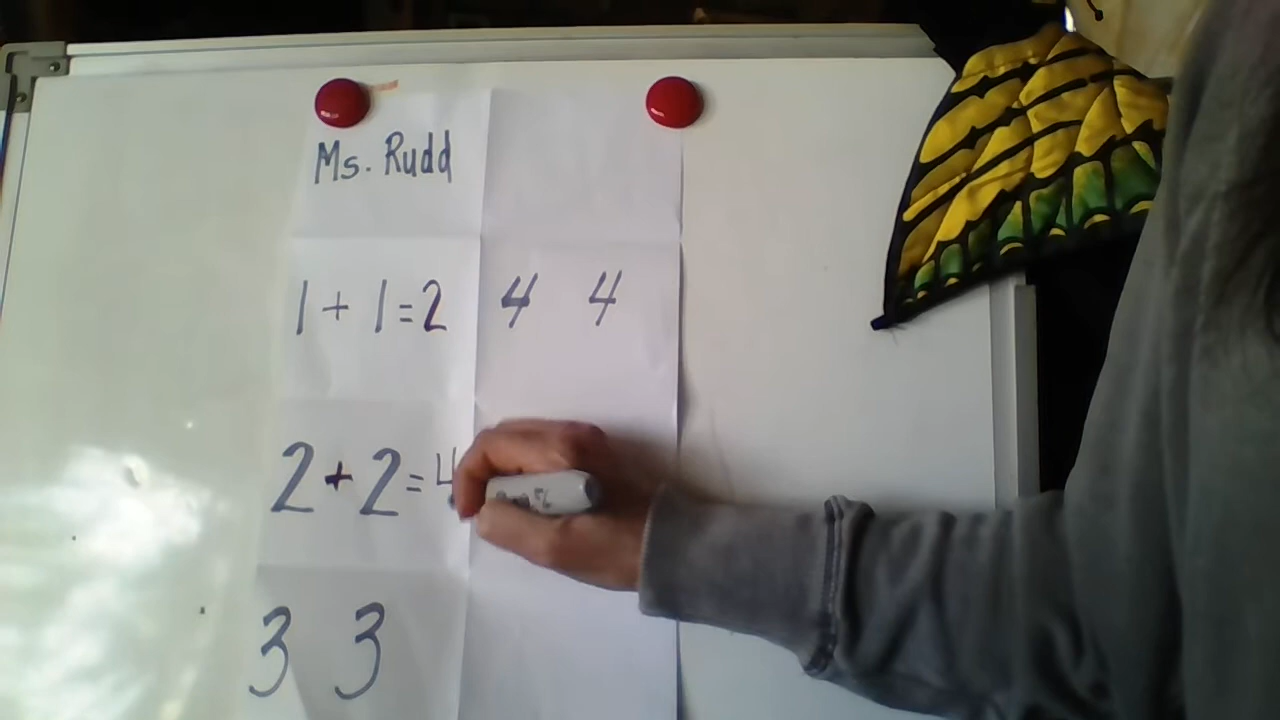 Ms. Rudd
1 + 1 = 2 4 4
2 + 2 = 4
3 3